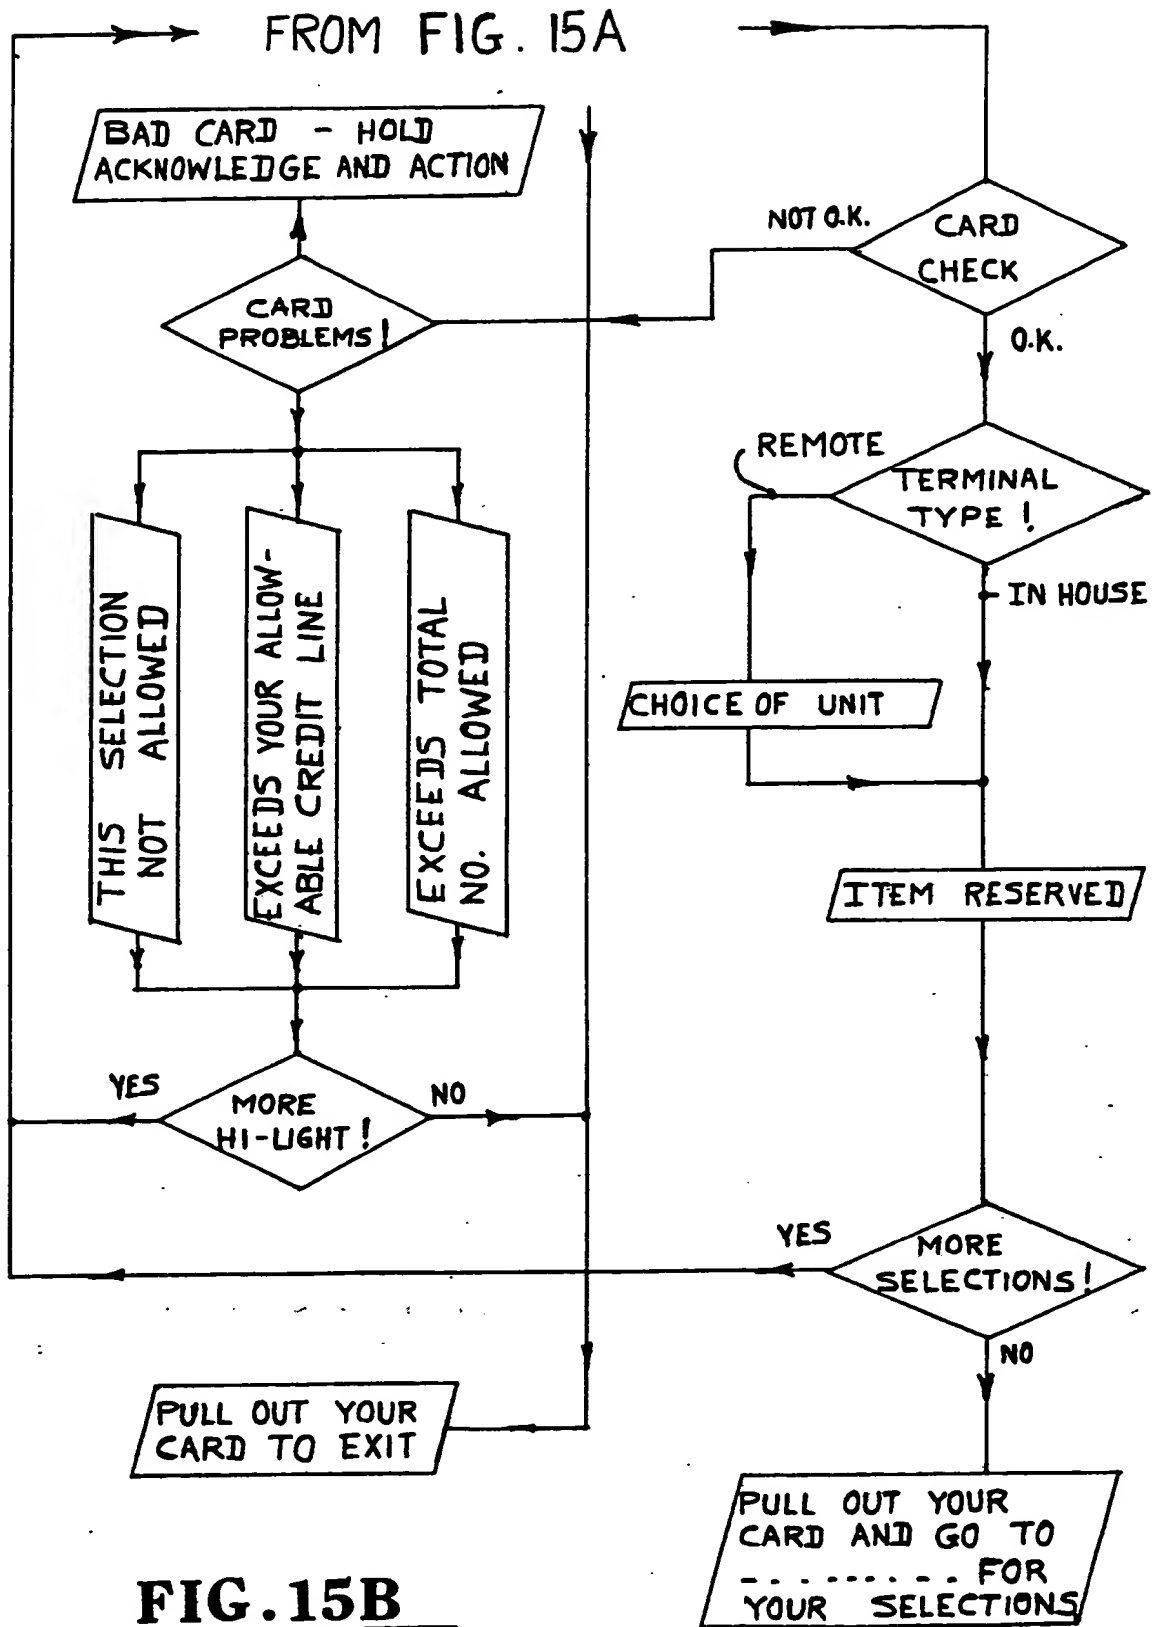 FROM FIG. 15A
BAD CARD - HOLD
ACKNOWLEDGE AND ACTION
NOT O.K.
CARD
CHECK
CARD
PROBLEMS!
O.K.
REMOTE
TERMINAL
TYPE!
IN HOUSE
THIS SELECTION
NOT ALLOWED
EXCEEDS YOUR ALLOW-
ABLE CREDIT LINE
EXCEEDS TOTAL
NO. ALLOWED
CHOICE OF UNIT
ITEM RESERVED
YES
MORE
HI-LIGHT!
NO
YES
MORE
SELECTIONS!
NO
PULL OUT YOUR
CARD TO EXIT
PULL OUT YOUR
CARD AND GO TO
- . - . . . . . . - . FOR
YOUR SELECTIONS
FIG. 15B